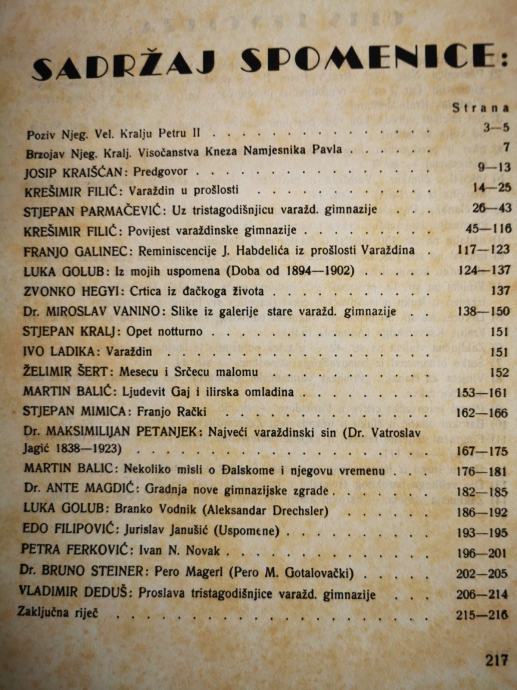 SADRŽAJ SPOMENICE:
Strana
Poziv Njeg. Vel. Kralju Petru II . . . . . . . . . . . 3—5
Brzojav Njeg. Kralj. Visočanstva Kneza Namjesnika Pavla . . . . . 7
JOSIP KRAIŠĆAN: Predgovor . . . . . . . . . . . . 9—13
KREŠIMIR FILIĆ: Varaždin u prošlosti . . . . . . . . . 14—25
STJEPAN PARMAČEVIĆ: Uz tristagodišnjicu varažd. gimnazije . . . 26—43
KREŠIMIR FILIĆ: Povijest varaždinske gimnazije . . . . . . 45—116
FRANJO GALINEC: Reminiscencije J. Habdelića iz prošlosti Varaždina . 117—123
LUKA GOLUB: Iz mojih uspomena (Doba od 1894—1902) . . . . . 124—137
ZVONKO HEGYI: Crtica iz đačkoga života . . . . . . . . 137
Dr. MIROSLAV VANINO: Slike iz galerije stare varažd. gimnazije . . 138—150
STJEPAN KRALJ: Opet notturno . . . . . . . . . . . 151
IVO LADIKA: Varaždin . . . . . . . . . . . . . 151
ŽELIMIR ŠERT: Mesecu i Srčecu malomu . . . . . . . . 152
MARTIN BALIĆ: Ljudevit Gaj i ilirska omladina . . . . . . 153—161
STJEPAN MIMICA: Franjo Rački . . . . . . . . . . 162—166
Dr. MAKSIMILIJAN PETANJEK: Najveći varaždinski sin (Dr. Vatroslav
Jagić 1838—1923) . . . . . . . . . . . . . . 167—175
MARTIN BALIC: Nekoliko misli o Đalskome i njegovu vremenu . . . 176—181
Dr. ANTE MAGDIĆ: Gradnja nove gimnazijske zgrade . . . . . 182—185
LUKA GOLUB: Branko Vodnik (Aleksandar Drechsler) . . . . . 186—192
EDO FILIPOVIĆ: Jurislav Janušić (Uspomene) . . . . . . . 193—195
PETRA FERKOVIĆ: Ivan N. Novak . . . . . . . . . . 196—201
Dr. BRUNO STEINER: Pero Magerl (Pero M. Gotalovački) . . . . 202—205
VLADIMIR DEDUŠ: Proslava tristagodišnjice varažd. gimnazije . . . 206—214
Zaključna riječ . . . . . . . . . . . . . . . 215—216
217